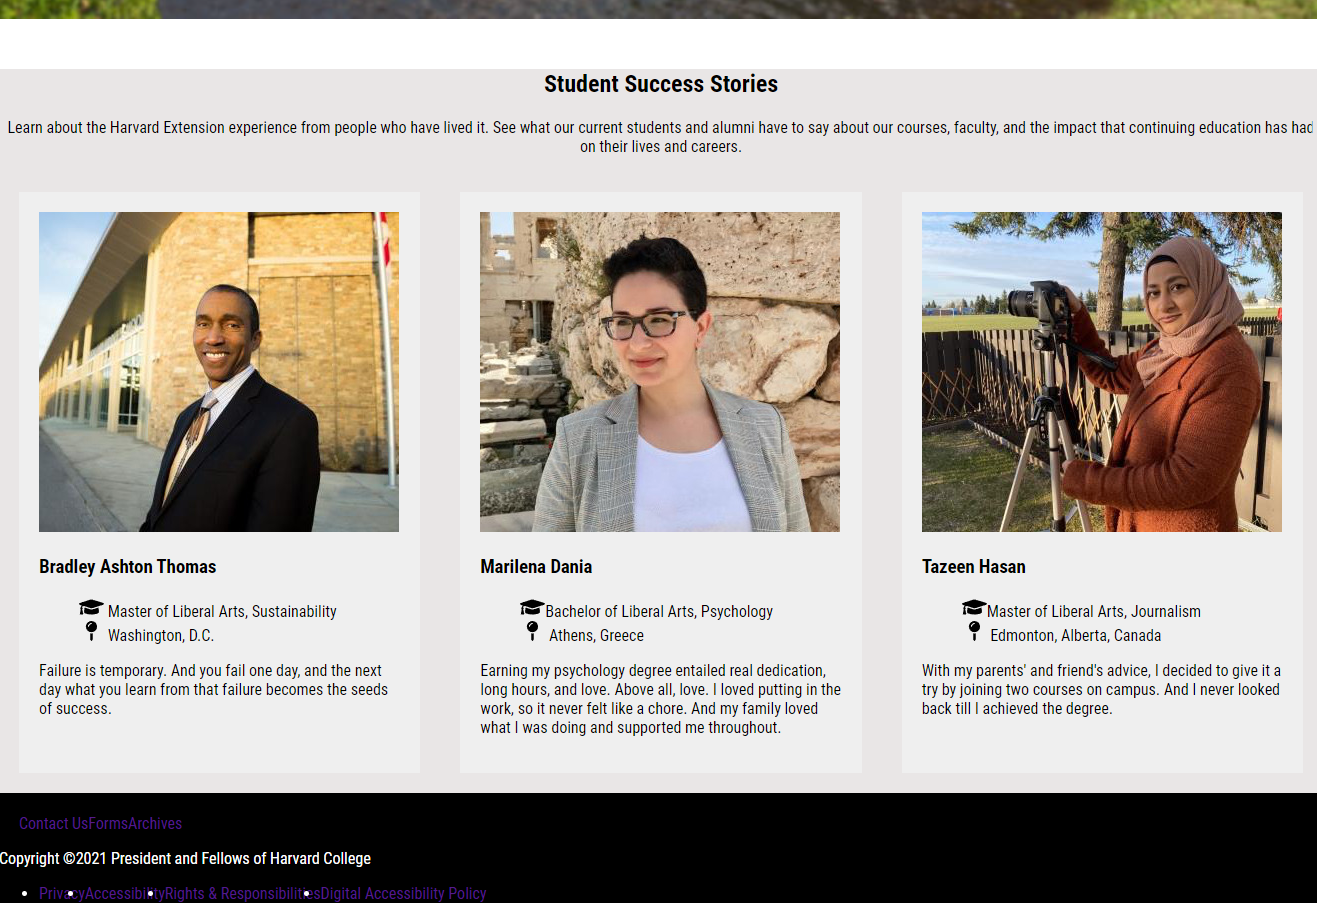 Student Success Stories
Learn about the Harvard Extension experience from people who have lived it. See what our current students and alumni have to say about our courses, faculty, and the impact that continuing education has had
on their lives and careers.
Bradley Ashton Thomas
Master of Liberal Arts, Sustainability
Washington, D.C.
Failure is temporary. And you fail one day, and the next
day what you learn from that failure becomes the seeds
of success.
Marilena Dania
Bachelor of Liberal Arts, Psychology
Athens, Greece
Earning my psychology degree entailed real dedication,
long hours, and love. Above all, love. I loved putting in the
work, so it never felt like a chore. And my family loved
what I was doing and supported me throughout.
Tazeen Hasan
Master of Liberal Arts, Journalism
Edmonton, Alberta, Canada
With my parents' and friend's advice, I decided to give it a
try by joining two courses on campus. And I never looked
back till I achieved the degree.
Contact UsFormsArchives
Copyright ©2021 President and Fellows of Harvard College
PrivacyAccessibilityRights & ResponsibilitiesDigital Accessibility Policy